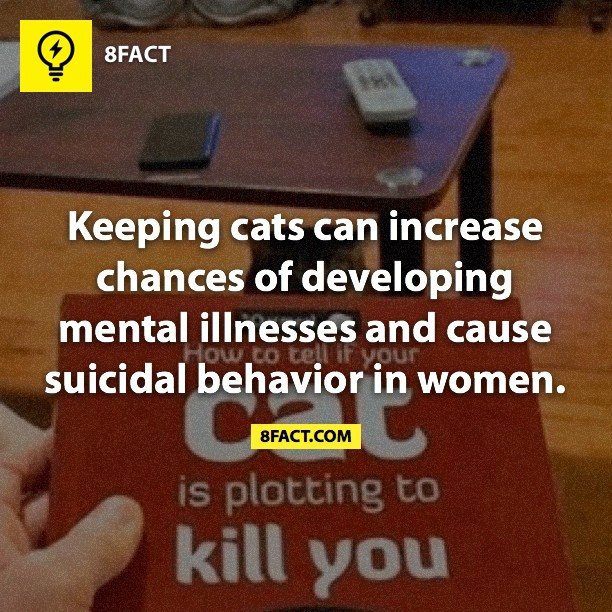 8FACT
Keeping cats can increase
chances of developing
mental illnesses and cause
How to tell if your
suicidal behavior in women.
cat
8FACT.COM
is plotting to
kill you